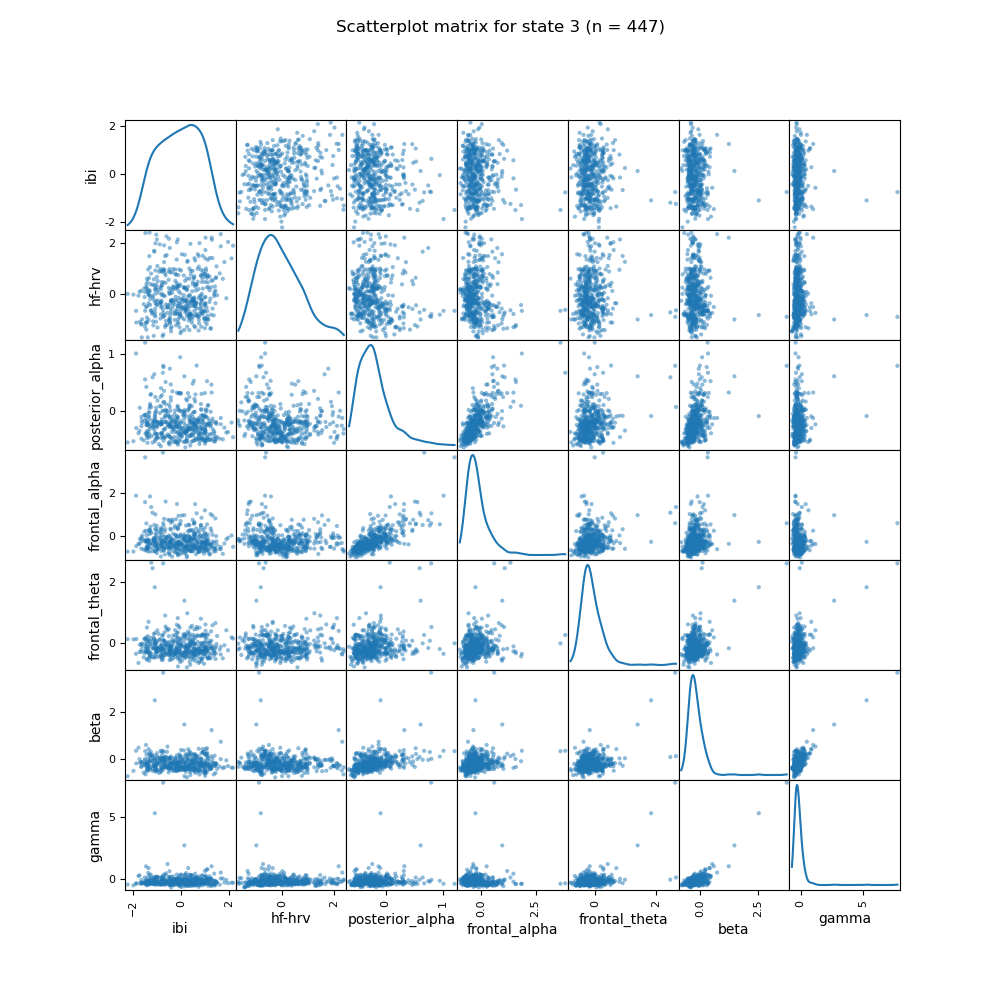 Scatterplot matrix for state 3 (n = 447)
ibi
2
0
-2
hf-hrv
2
0
posterior_alpha
1
0
frontal_alpha
2
0
frontal_theta
2
0
beta
2
0
gamma
5
0
−2 0 2
0 2
0 1
0.0 2.5
0 2
0.0 2.5
0 5
ibi
hf-hrv
posterior_alpha
frontal_alpha
frontal_theta
beta
gamma